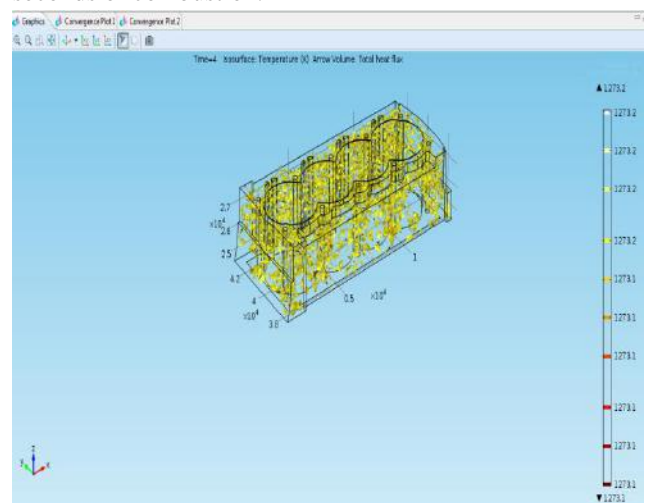 Graphics Convergence Plot 1 Convergence Plot 2
Time=4 Isosurface: Temperature (K) Arrow Volume: Total heat flux
▲ 1273.2
1273.2
1273.2
1273.2
1273.2
1273.1
1273.1
1273.1
1273.1
1273.1
1273.1
▼ 1273.1
2.7
x10⁴
2.6
2.5
4.2
4
x10⁴
3.8
0.5
x10⁴
1
z
y
x